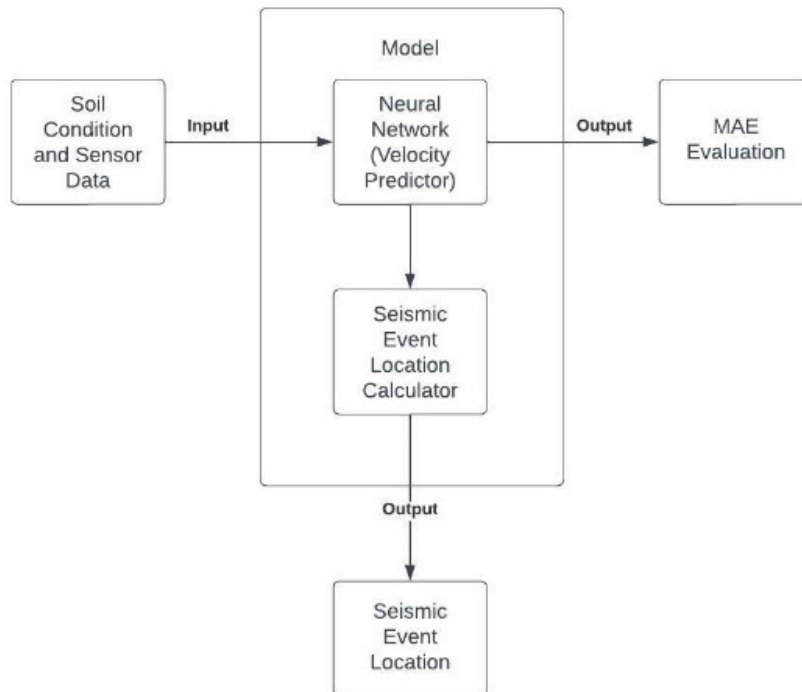 Model
Soil
Condition
and Sensor
Data
Input
Neural
Network
(Velocity
Predictor)
Output
MAE
Evaluation
Seismic
Event
Location
Calculator
Output
Seismic
Event
Location